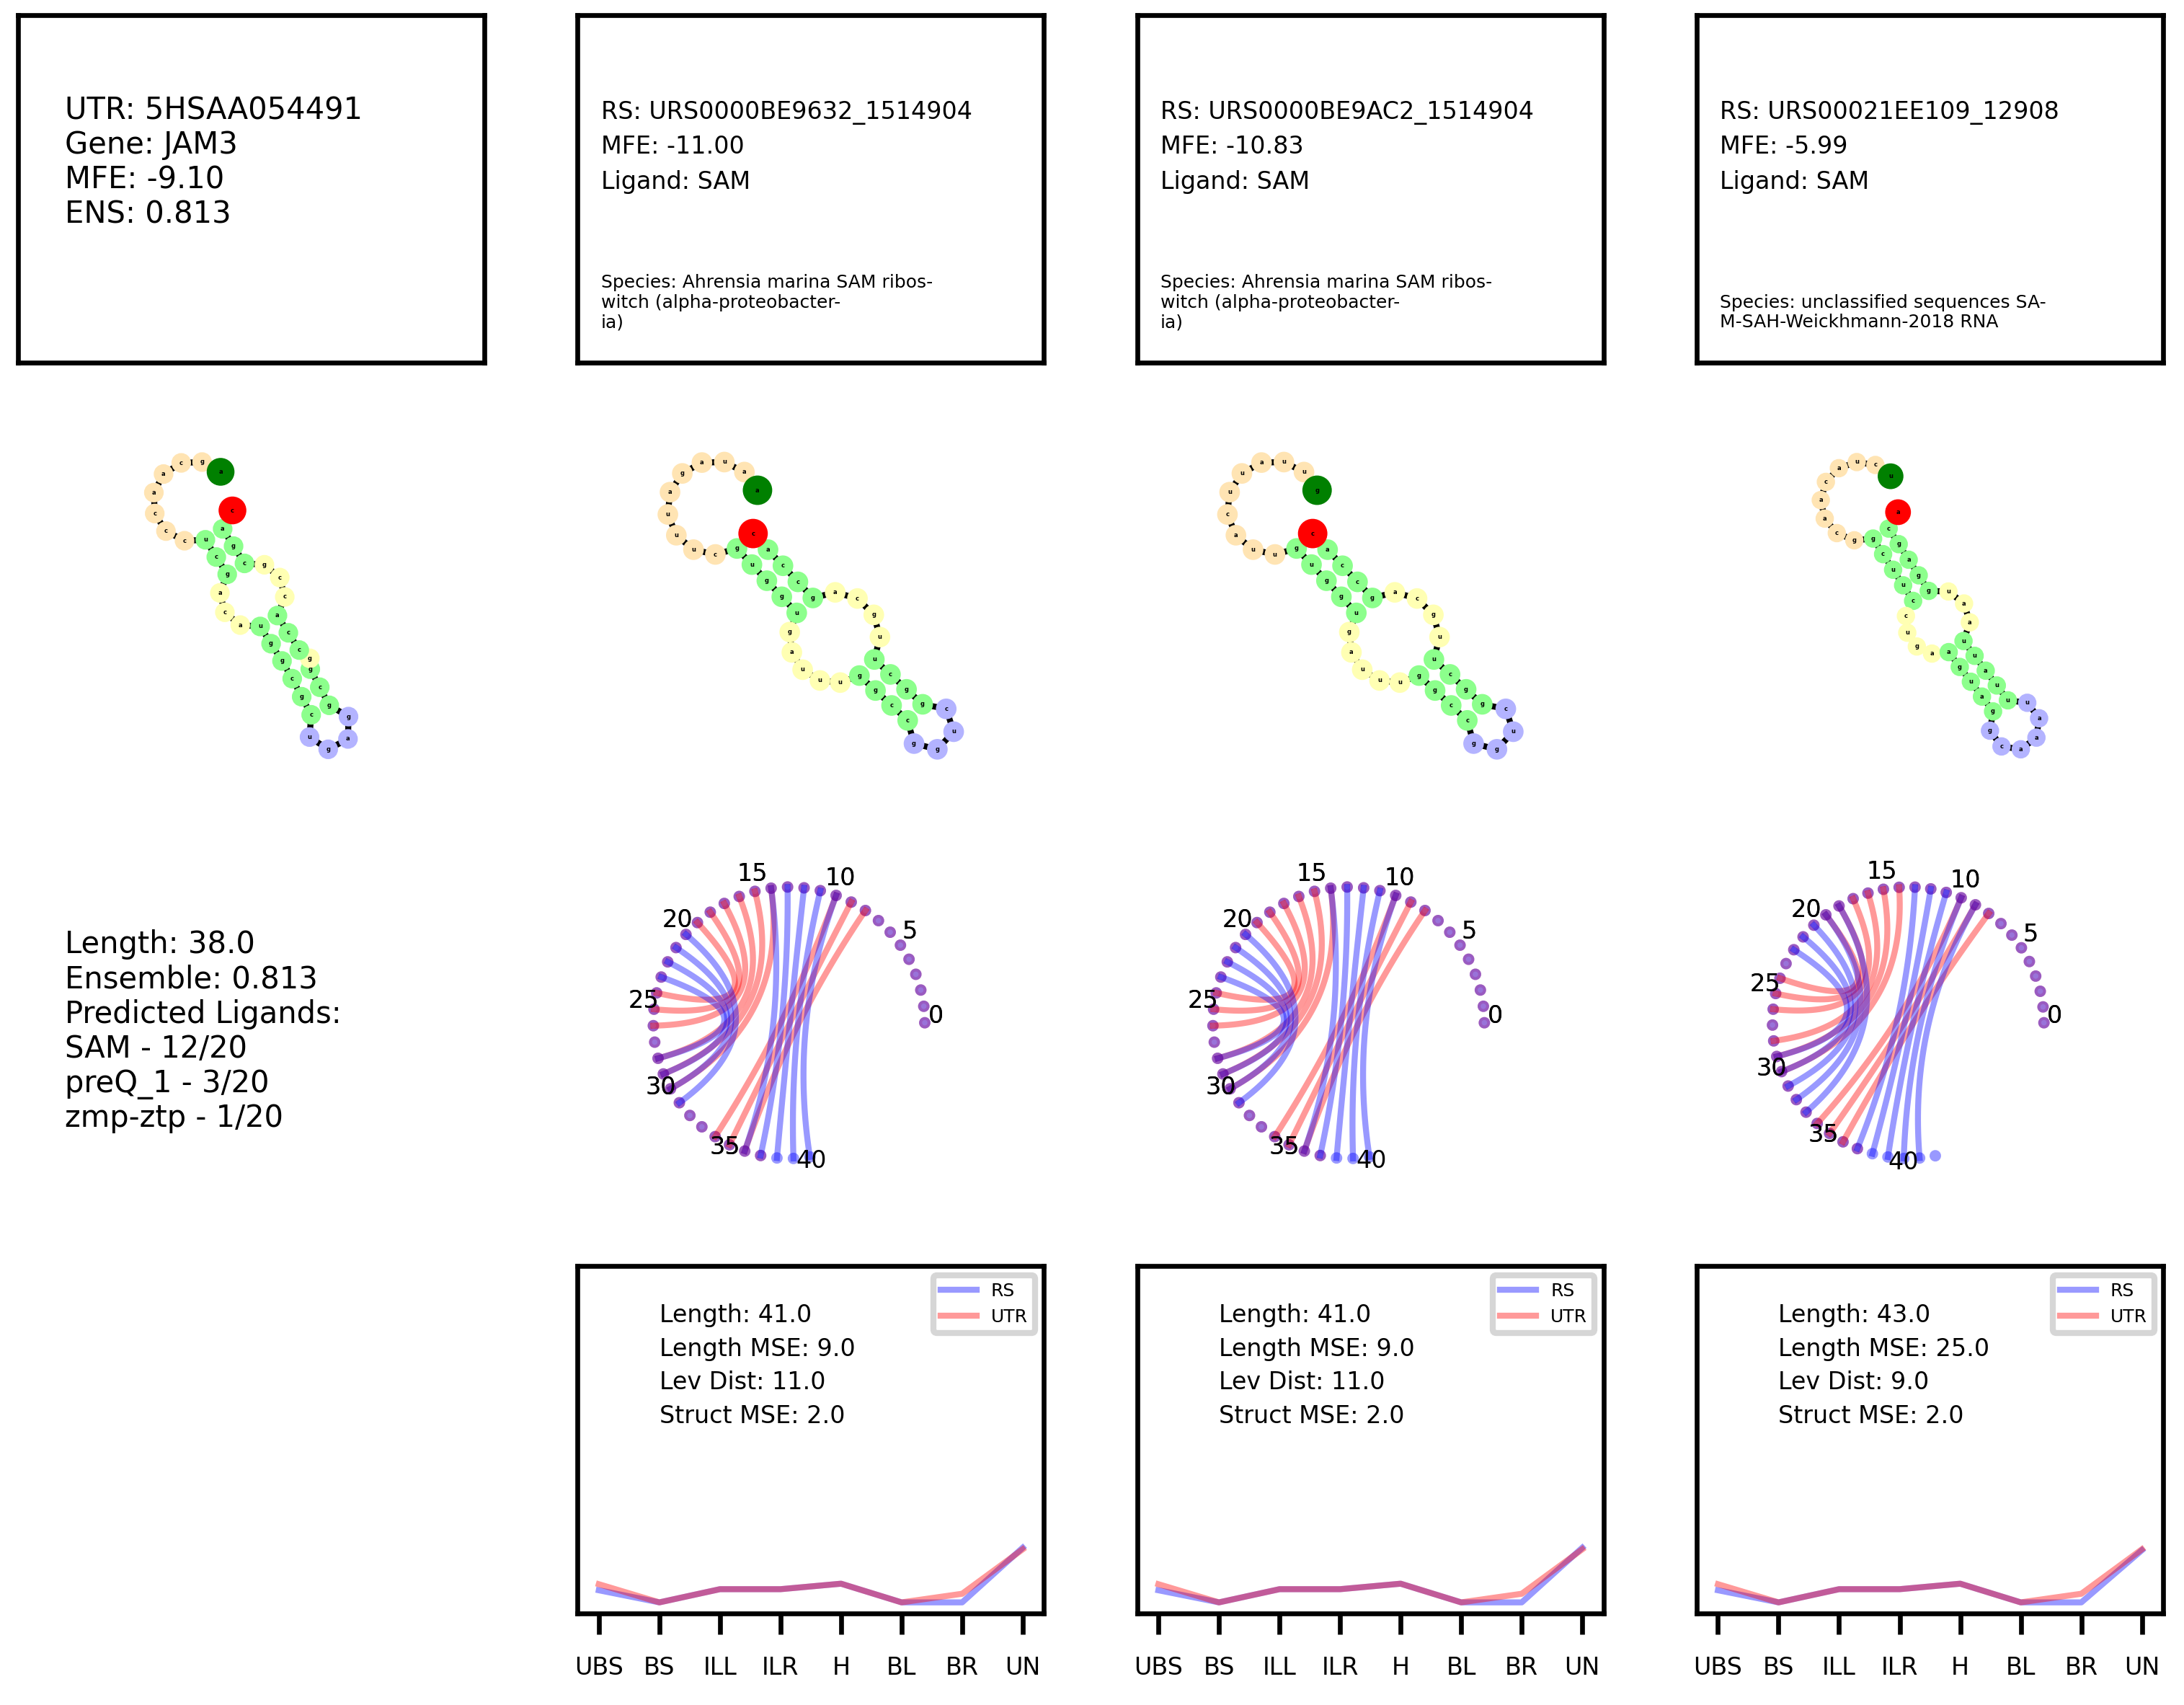 UTR: 5HSAA054491
Gene: JAM3
MFE: -9.10
ENS: 0.813
RS: URS0000BE9632_1514904
MFE: -11.00
Ligand: SAM
Species: Ahrensia marina SAM ribos-
witch (alpha-proteobacter-
ia)
RS: URS0000BE9AC2_1514904
MFE: -10.83
Ligand: SAM
Species: Ahrensia marina SAM ribos-
witch (alpha-proteobacter-
ia)
RS: URS00021EE109_12908
MFE: -5.99
Ligand: SAM
Species: unclassified sequences SA-
M-SAH-Weickhmann-2018 RNA
Length: 38.0
Ensemble: 0.813
Predicted Ligands:
SAM - 12/20
preQ_1 - 3/20
zmp-ztp - 1/20
0
5
10
15
20
25
30
35
40
0
5
10
15
20
25
30
35
40
0
5
10
15
20
25
30
35
40
RS
UTR
Length: 41.0
Length MSE: 9.0
Lev Dist: 11.0
Struct MSE: 2.0
UBS BS ILL ILR H BL BR UN
RS
UTR
Length: 41.0
Length MSE: 9.0
Lev Dist: 11.0
Struct MSE: 2.0
UBS BS ILL ILR H BL BR UN
RS
UTR
Length: 43.0
Length MSE: 25.0
Lev Dist: 9.0
Struct MSE: 2.0
UBS BS ILL ILR H BL BR UN